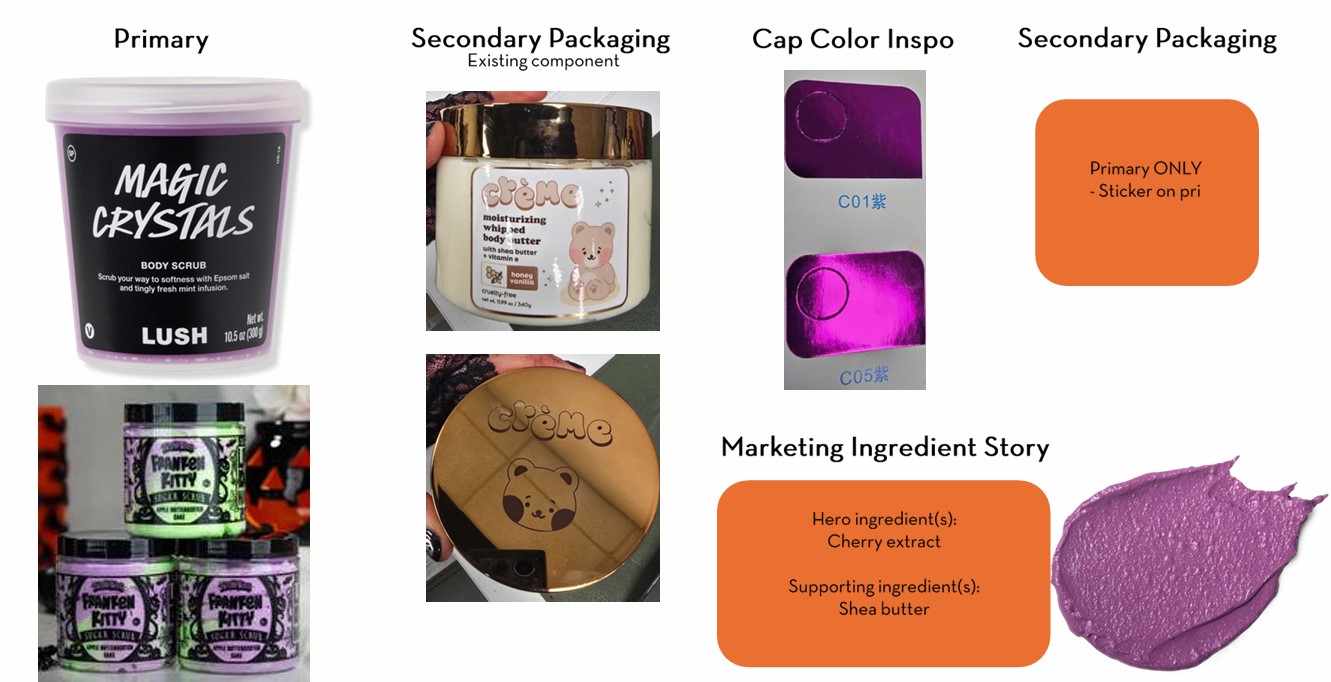 Primary
MAGIC
CRYSTALS
BODY SCRUB
Scrub your way to softness with Epsom salt
and tingly fresh mint infusion.
LUSH
Net wt.
10.5 oz (300 g)
V
FRANKEN
KITTY
SUGAR SCRUB
APPLE BUTTERBOTTOM
CAKE
FRANKEN
KITTY
SUGAR SCRUB
FRANKEN
KITTY
SUGAR SCRUB
Secondary Packaging
Existing component
crème
moisturizing
whipped
body butter
with shea butter
+ vitamin e
honey
vanilla
cruelty-free
net wt. 11.99 oz / 340g
crème
Cap Color Inspo
C01紫
C05紫
Secondary Packaging
Primary ONLY
- Sticker on pri
Marketing Ingredient Story
Hero ingredient(s):
Cherry extract
Supporting ingredient(s):
Shea butter